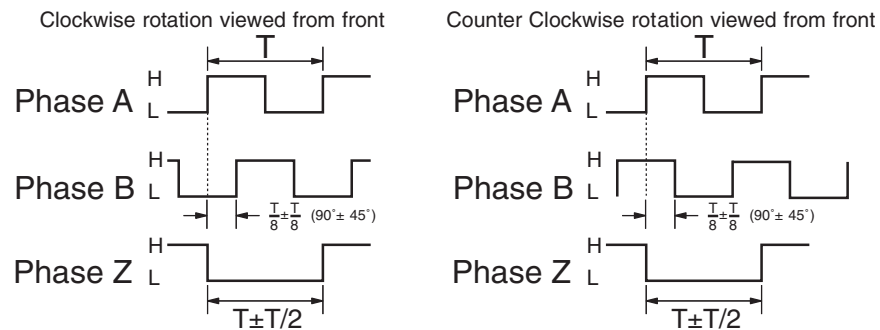 Clockwise rotation viewed from front
T
H
Phase A L
H
Phase B L
T/8±T/8 (90°± 45°)
H
Phase Z L
T±T/2
Counter Clockwise rotation viewed from front
T
H
Phase A L
H
Phase B L
T/8±T/8 (90°± 45°)
H
Phase Z L
T±T/2